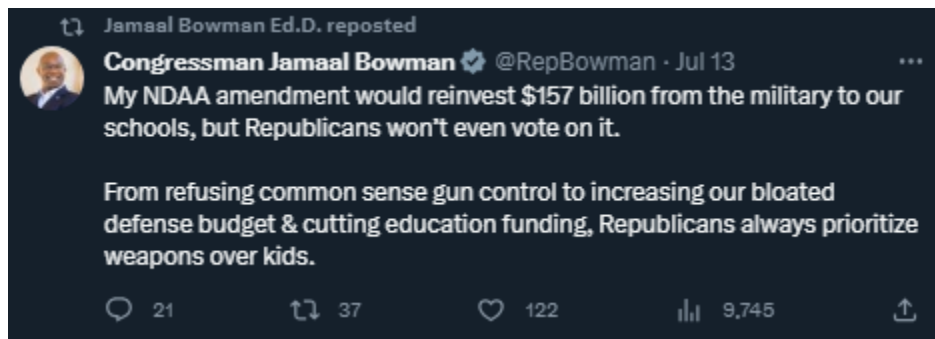 Jamaal Bowman Ed.D. reposted
Congressman Jamaal Bowman @RepBowman · Jul 13
My NDAA amendment would reinvest $157 billion from the military to our
schools, but Republicans won't even vote on it.
From refusing common sense gun control to increasing our bloated
defense budget & cutting education funding, Republicans always prioritize
weapons over kids.
21 37 122 9,745